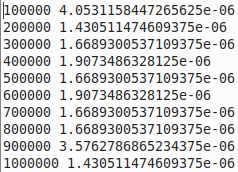 100000 4.0531158447265625e-06
200000 1.430511474609375e-06
300000 1.6689300537109375e-06
400000 1.9073486328125e-06
500000 1.6689300537109375e-06
600000 1.9073486328125e-06
700000 1.6689300537109375e-06
800000 1.6689300537109375e-06
900000 3.5762786865234375e-06
1000000 1.430511474609375e-06